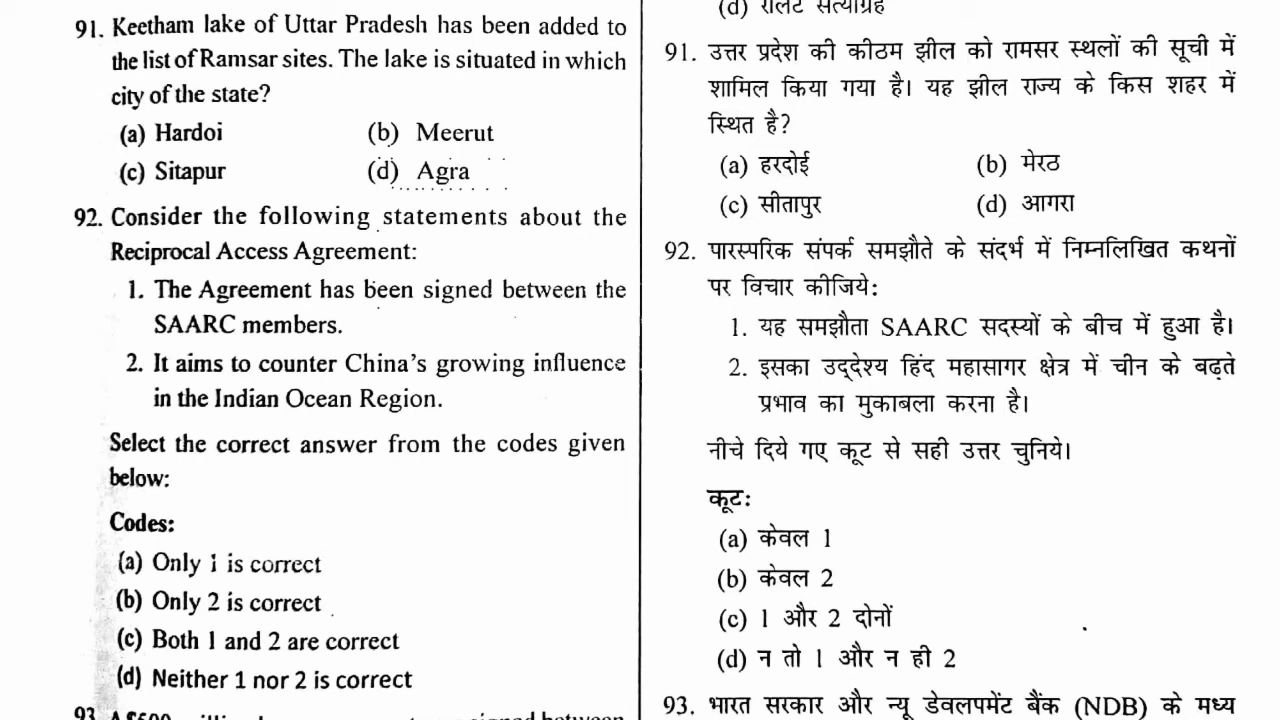 91. Keetham lake of Uttar Pradesh has been added to
the list of Ramsar sites. The lake is situated in which
city of the state?
(a) Hardoi (b) Meerut
(c) Sitapur (d) Agra
92. Consider the following statements about the
Reciprocal Access Agreement:
1. The Agreement has been signed between the
SAARC members.
2. It aims to counter China's growing influence
in the Indian Ocean Region.
Select the correct answer from the codes given
below:
Codes:
(a) Only 1 is correct
(b) Only 2 is correct
(c) Both 1 and 2 are correct
(d) Neither 1 nor 2 is correct
93. A $500
signed between
(d) रॉलेट सत्याग्रह
91. उत्तर प्रदेश की कीठम झील को रामसर स्थलों की सूची में
शामिल किया गया है। यह झील राज्य के किस शहर में
स्थित है?
(a) हरदोई (b) मेरठ
(c) सीतापुर (d) आगरा
92. पारस्परिक संपर्क समझौते के संदर्भ में निम्नलिखित कथनों
पर विचार कीजिये:
1. यह समझौता SAARC सदस्यों के बीच में हुआ है।
2. इसका उद्देश्य हिंद महासागर क्षेत्र में चीन के बढ़ते
प्रभाव का मुकाबला करना है।
नीचे दिये गए कूट से सही उत्तर चुनिये।
कूट:
(a) केवल 1
(b) केवल 2
(c) 1 और 2 दोनों
(d) न तो 1 और न ही 2
93. भारत सरकार और न्यू डेवलपमेंट बैंक (NDB) के मध्य